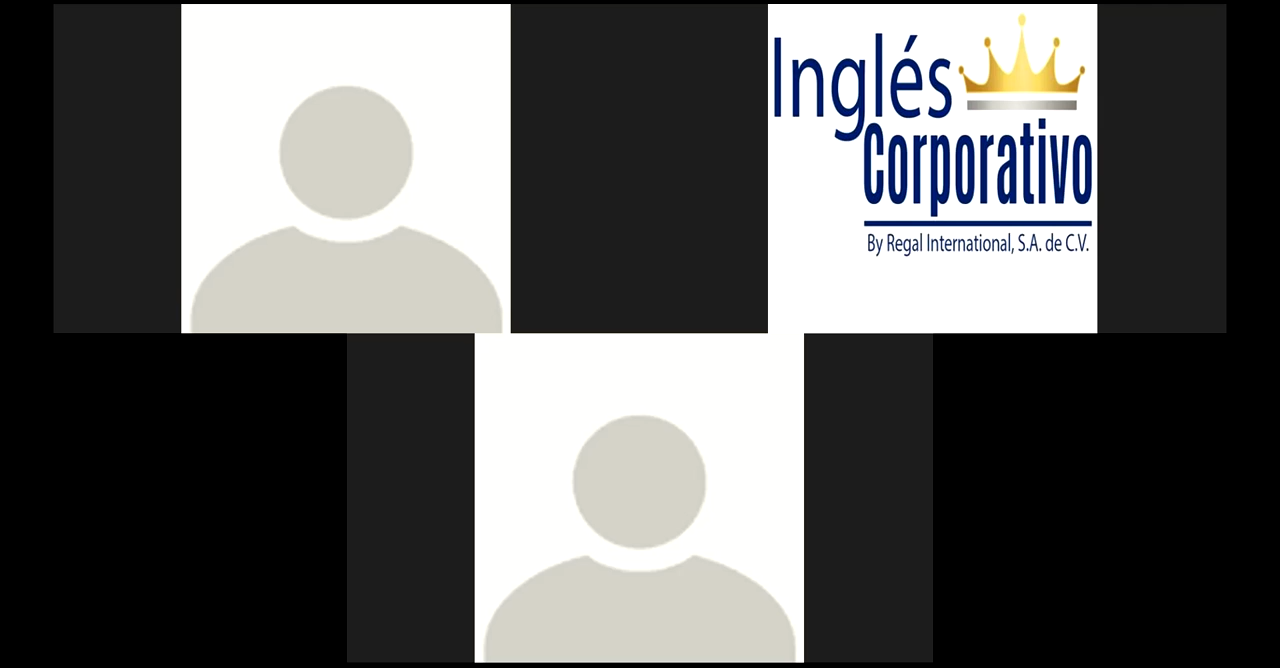 Inglés
Corporativo
By Regal International, S.A. de C.V.